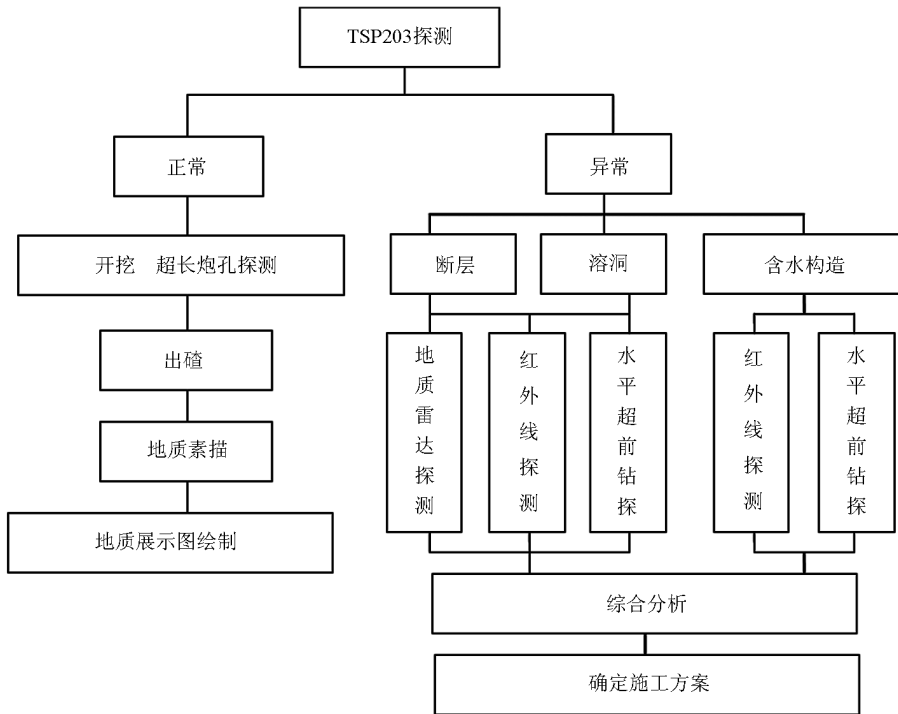 TSP203探测
正常
异常
开挖　超长炮孔探测
断层
溶洞
含水构造
出碴
地质素描
地质展示图绘制
地质雷达探测
红外线探测
水平超前钻探
红外线探测
水平超前钻探
综合分析
确定施工方案